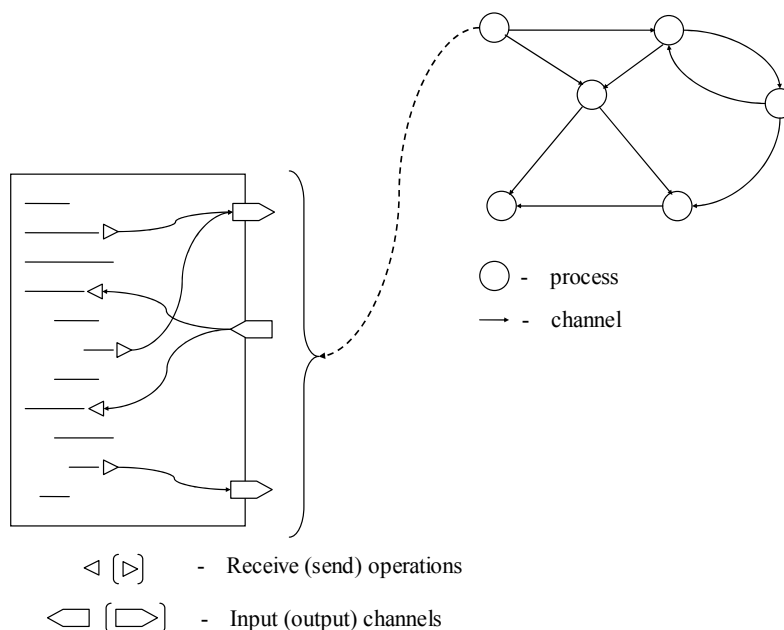 - process
- channel
- Receive (send) operations
- Input (output) channels